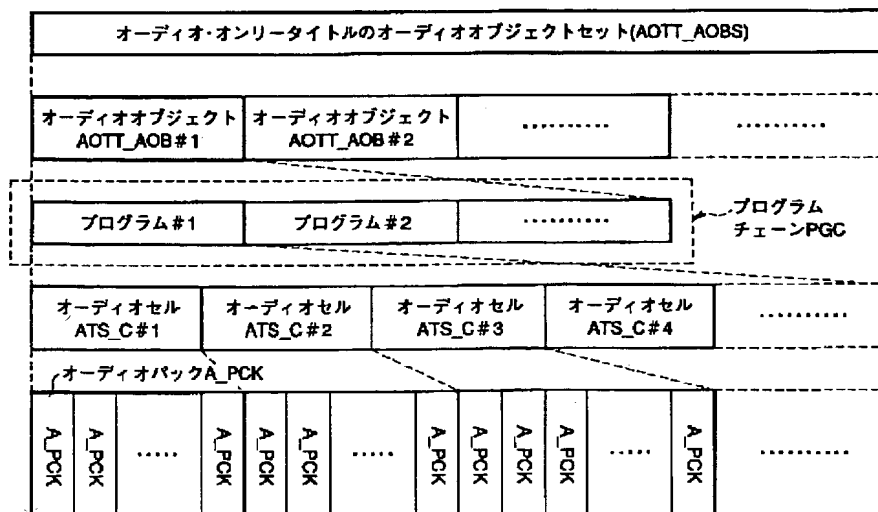 オーディオ・オンリータイトルのオーディオオブジェクトセット(AOTT_AOBS)
オーディオオブジェクト
AOTT_AOB#1
オーディオオブジェクト
AOTT_AOB#2
..........
..........
プログラム#1
プログラム#2
..........
プログラム
チェーンPGC
オーディオセル
ATS_C#1
オーディオセル
ATS_C#2
オーディオセル
ATS_C#3
オーディオセル
ATS_C#4
..........
オーディオパックA_PCK
A_PCK
A_PCK
.....
A_PCK
A_PCK
A_PCK
.....
A_PCK
A_PCK
A_PCK
A_PCK
.....
A_PCK
..........